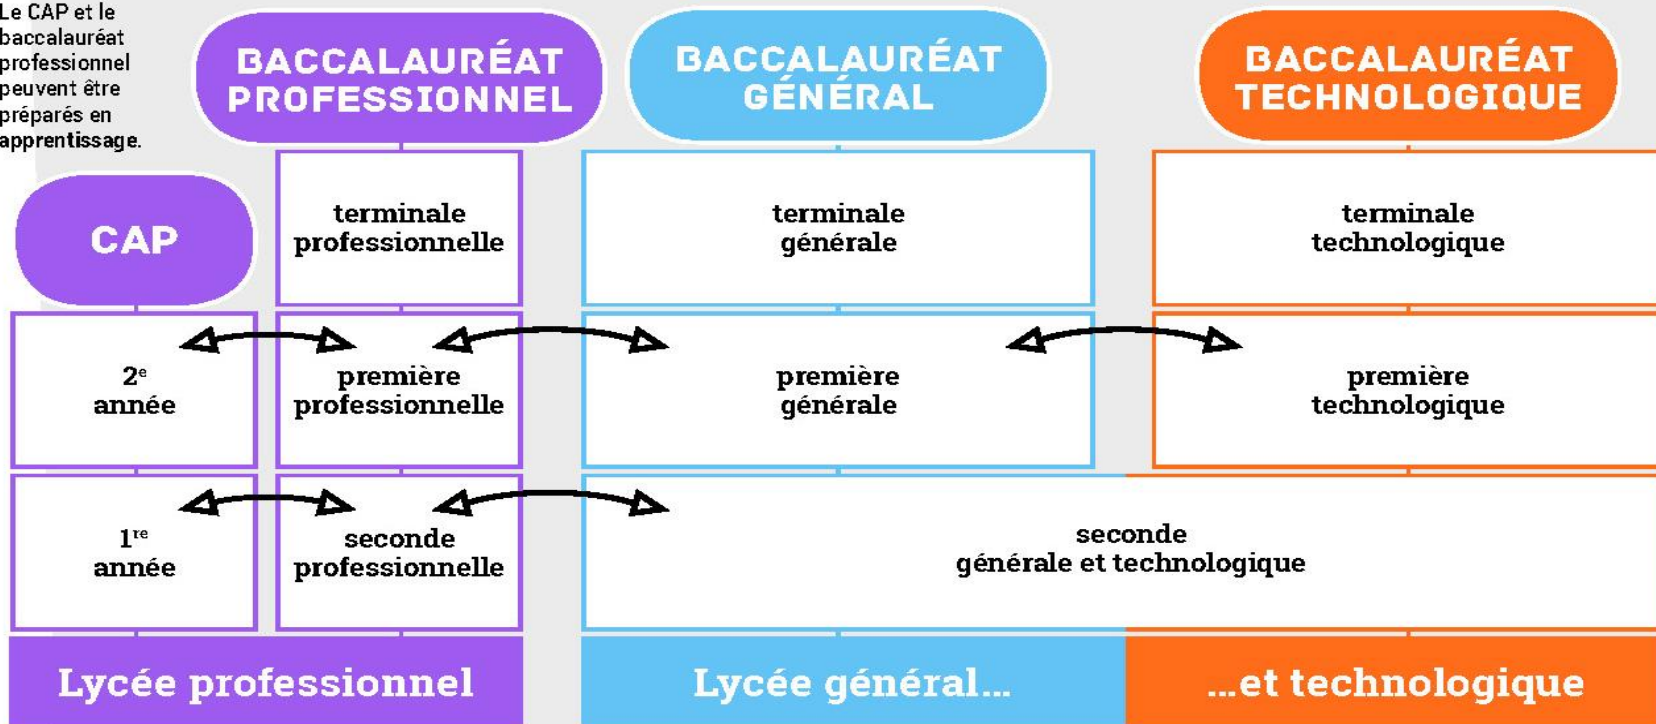 Le CAP et le
baccalauréat
professionnel
peuvent être
préparés en
apprentissage.
BACCALAURÉAT
PROFESSIONNEL
BACCALAURÉAT
GÉNÉRAL
BACCALAURÉAT
TECHNOLOGIQUE
CAP
terminale
professionnelle
terminale
générale
terminale
technologique
2e
année
première
professionnelle
première
générale
première
technologique
1re
année
seconde
professionnelle
seconde
générale et technologique
Lycée professionnel
Lycée général...
...et technologique